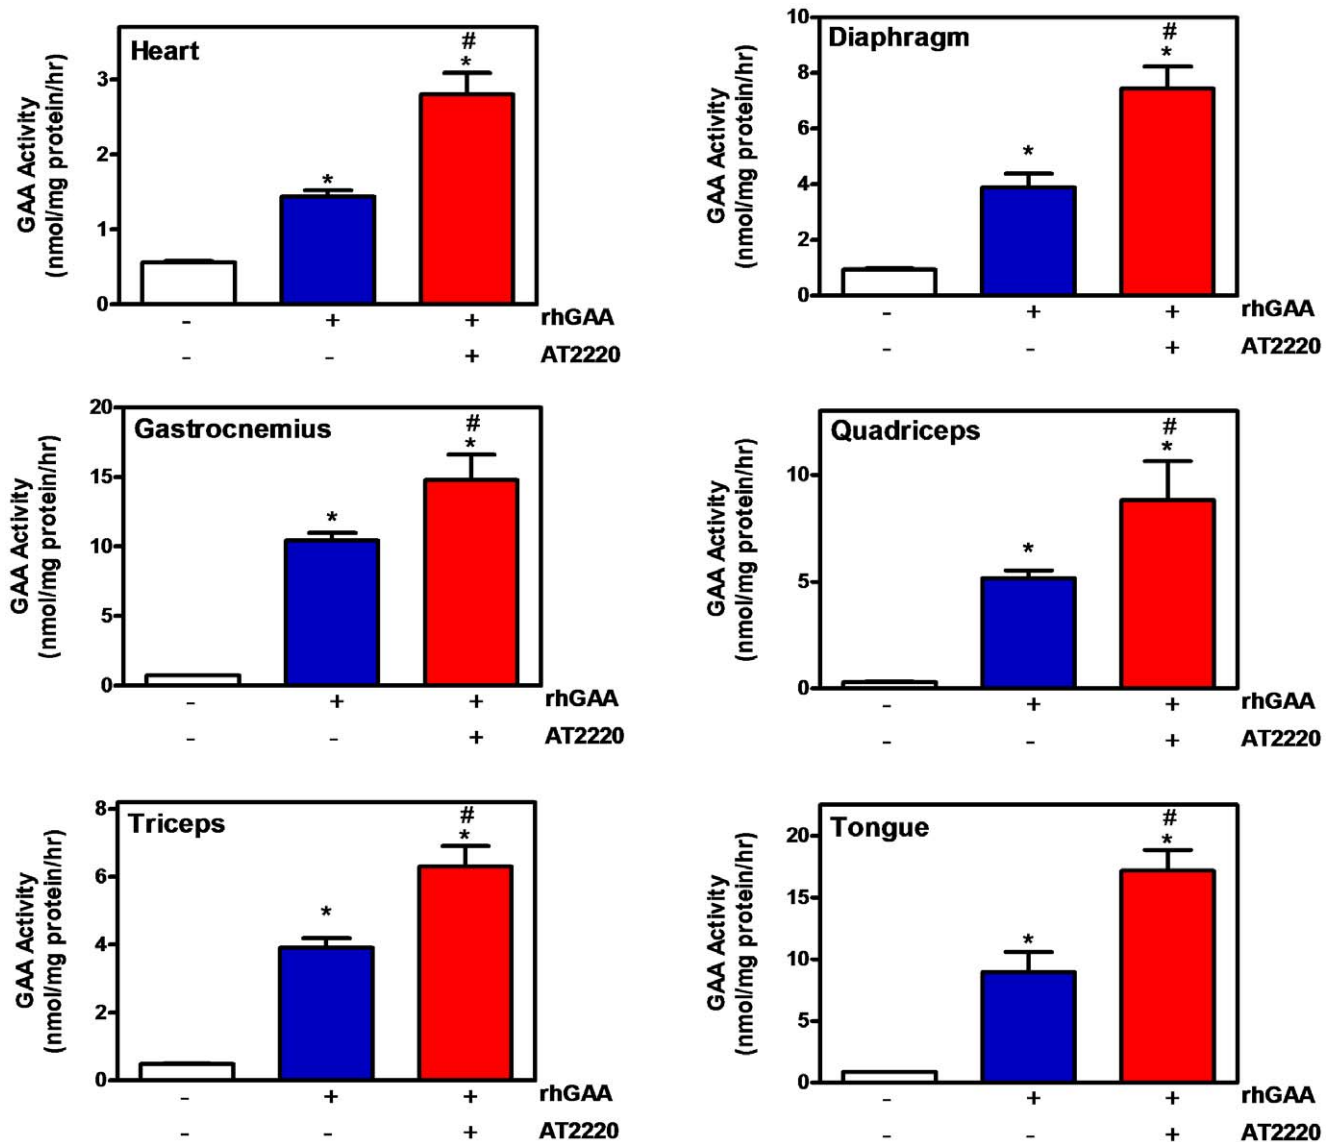 Heart
GAA Activity
(nmol/mg protein/hr)
3
2
1
0
#
*
*
- + + rhGAA
- - + AT2220
Diaphragm
GAA Activity
(nmol/mg protein/hr)
10
8
6
4
2
0
#
*
*
- + + rhGAA
- - + AT2220
Gastrocnemius
GAA Activity
(nmol/mg protein/hr)
20
15
10
5
0
#
*
*
- + + rhGAA
- - + AT2220
Quadriceps
GAA Activity
(nmol/mg protein/hr)
10
5
0
#
*
*
- + + rhGAA
- - + AT2220
Triceps
GAA Activity
(nmol/mg protein/hr)
8
6
4
2
0
#
*
*
- + + rhGAA
- - + AT2220
Tongue
GAA Activity
(nmol/mg protein/hr)
20
15
10
5
0
#
*
*
- + + rhGAA
- - + AT2220